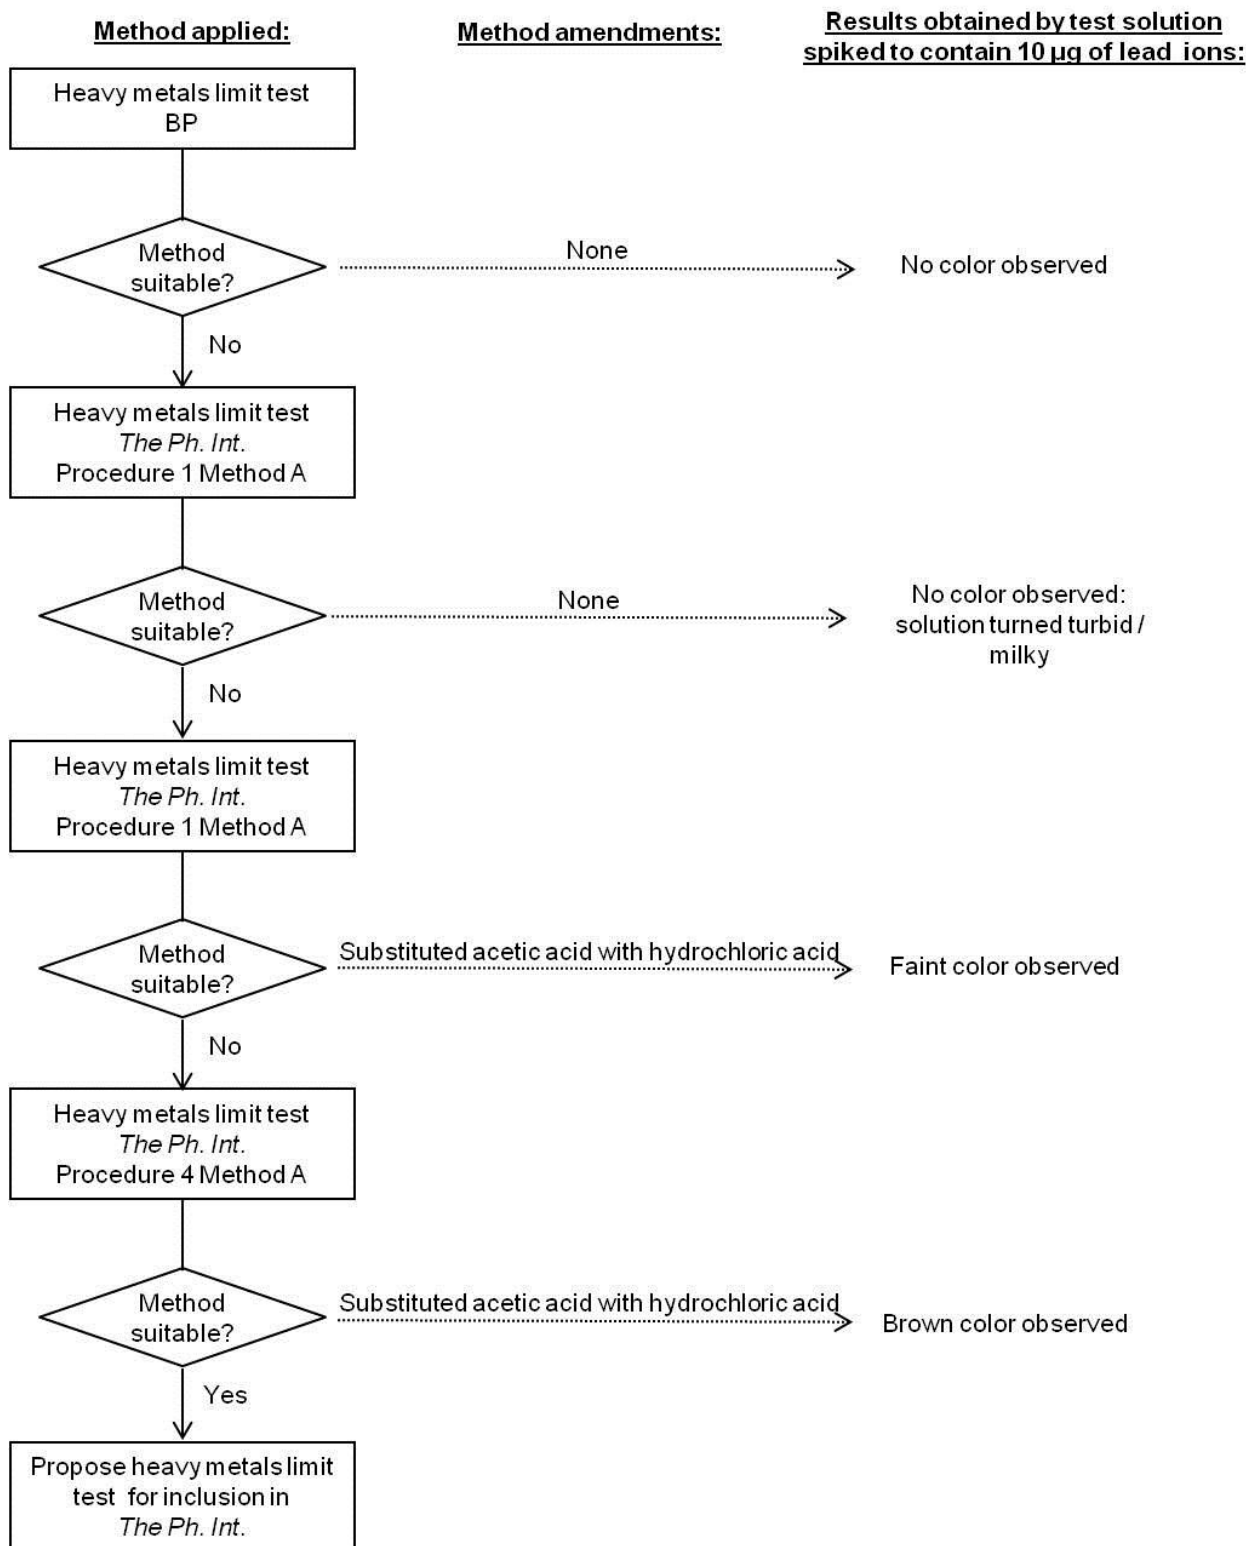 Method applied:
Method amendments:
Results obtained by test solution
spiked to contain 10 µg of lead ions:
Heavy metals limit test
BP
Method
suitable?
None
No color observed
No
Heavy metals limit test
The Ph. Int.
Procedure 1 Method A
Method
suitable?
None
No color observed:
solution turned turbid /
milky
No
Heavy metals limit test
The Ph. Int.
Procedure 1 Method A
Method
suitable?
Substituted acetic acid with hydrochloric acid
Faint color observed
No
Heavy metals limit test
The Ph. Int.
Procedure 4 Method A
Method
suitable?
Substituted acetic acid with hydrochloric acid
Brown color observed
Yes
Propose heavy metals limit
test for inclusion in
The Ph. Int.